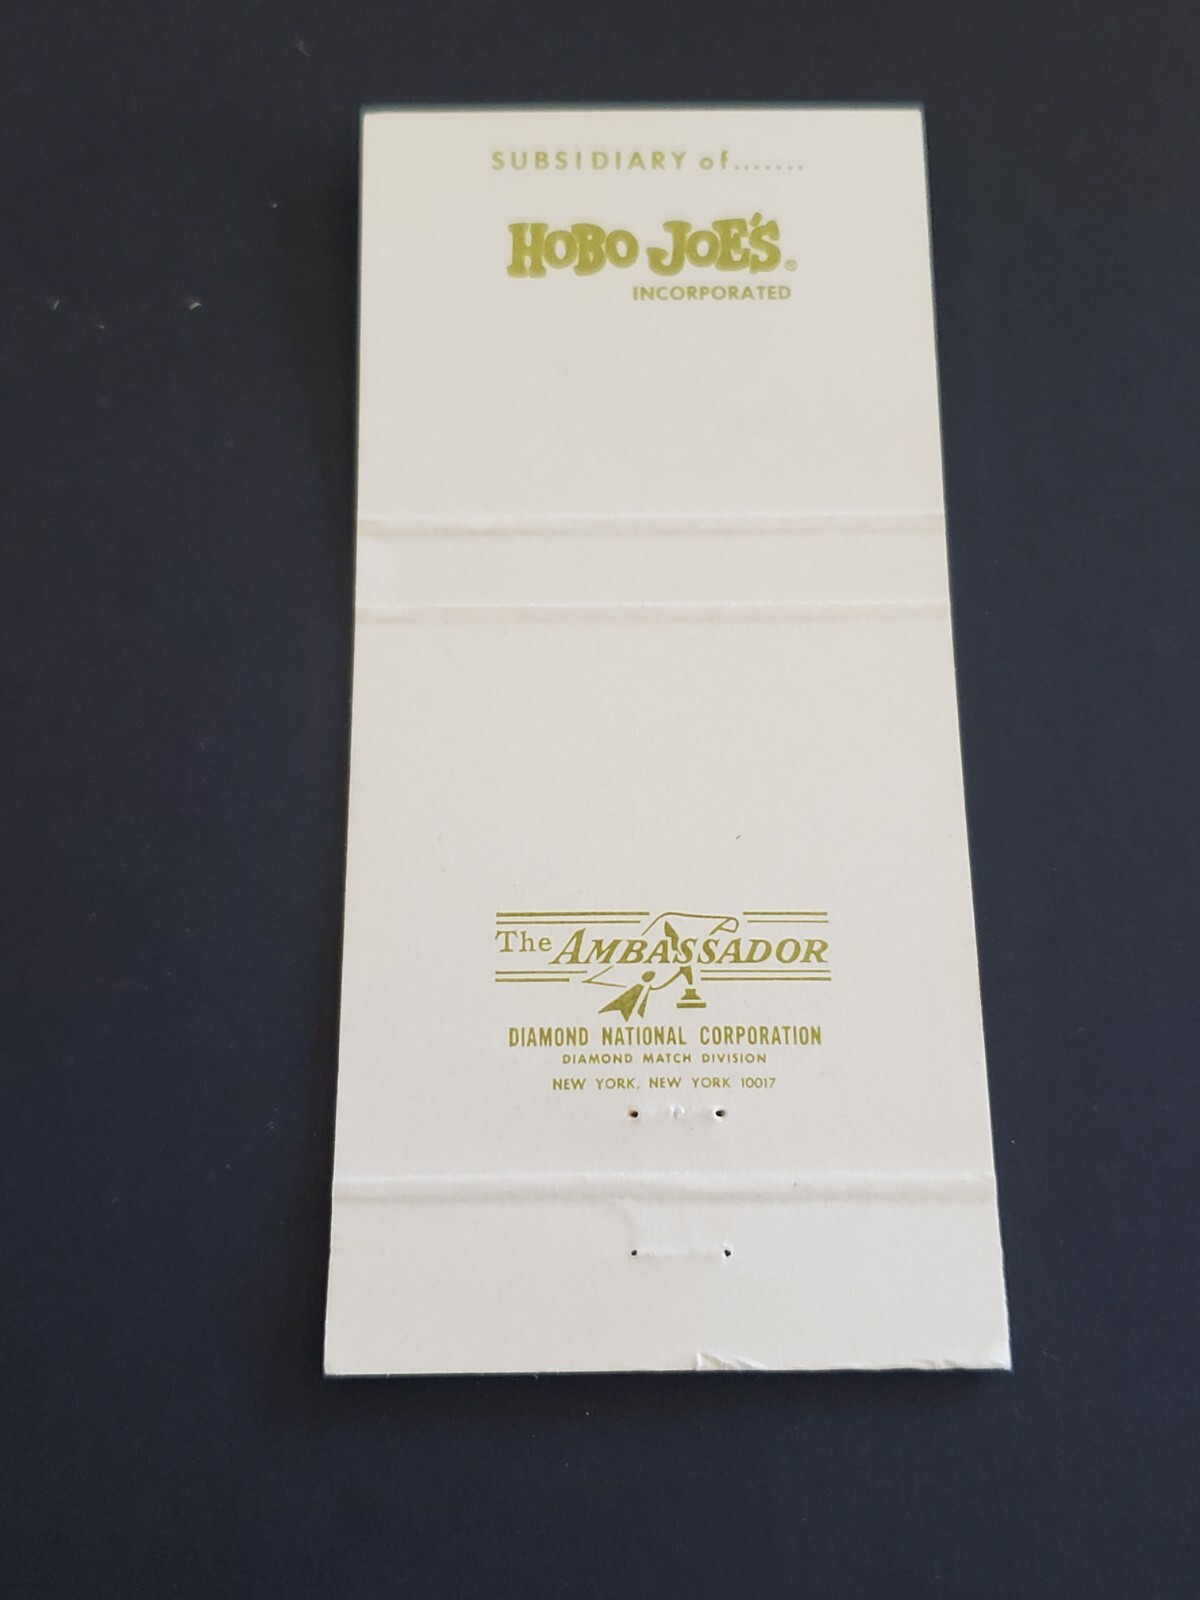 SUBSIDIARY of.......
HOBO JOE'S®
INCORPORATED
The AMBASSADOR
DIAMOND NATIONAL CORPORATION
DIAMOND MATCH DIVISION
NEW YORK, NEW YORK 10017